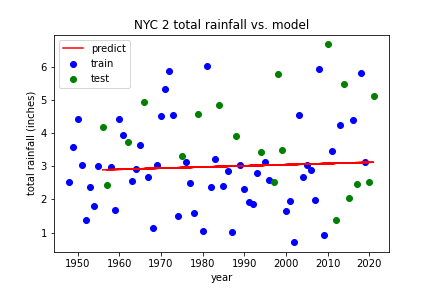 NYC 2 total rainfall vs. model
predict
train
test
total rainfall (inches)
6
5
4
3
2
1
1950 1960 1970 1980 1990 2000 2010 2020
year